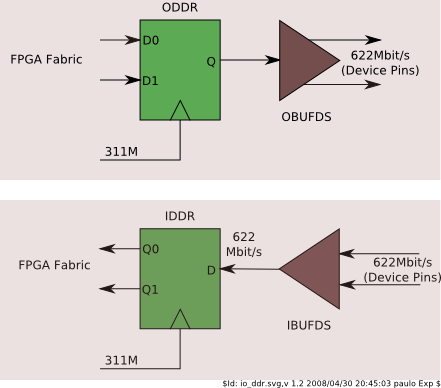 ODDR
D0
FPGA Fabric
D1
Q
622Mbit/s
(Device Pins)
OBUFDS
311M
IDDR
622
Mbit/s
Q0
FPGA Fabric
D
Q1
622Mbit/s
(Device Pins)
IBUFDS
311M
$Id: io_ddr.svg,v 1.2 2008/04/30 20:45:03 paulo Exp $